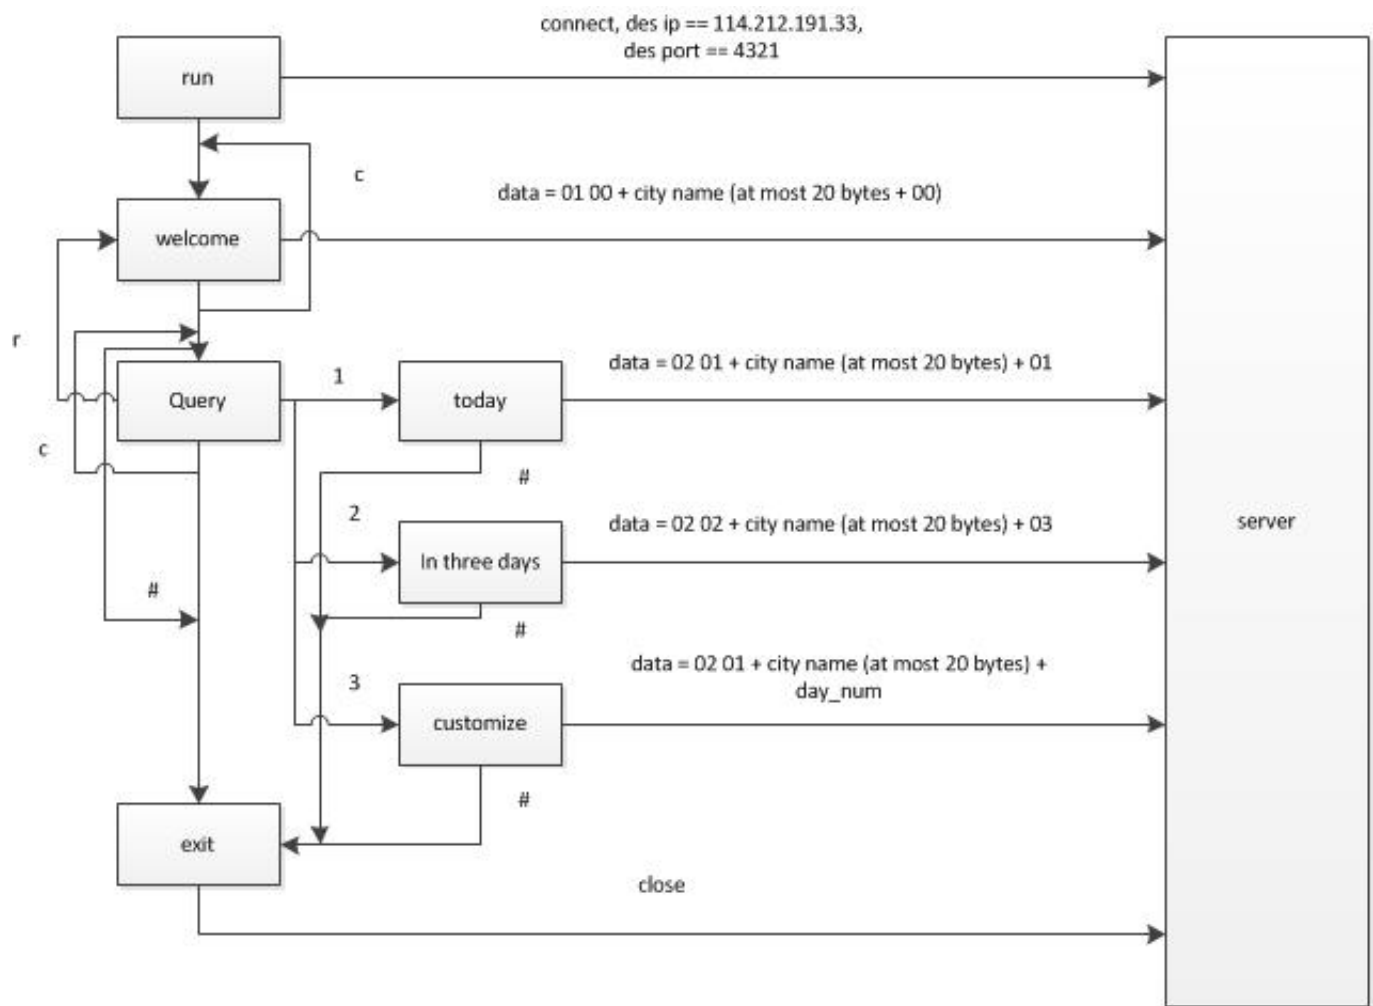 connect, des ip == 114.212.191.33,
des port == 4321
run
c
data = 01 00 + city name (at most 20 bytes + 00)
welcome
r
data = 02 01 + city name (at most 20 bytes) + 01
1
Query
today
c
#
2
data = 02 02 + city name (at most 20 bytes) + 03
server
In three days
#
#
data = 02 01 + city name (at most 20 bytes) +
day_num
3
customize
#
exit
close